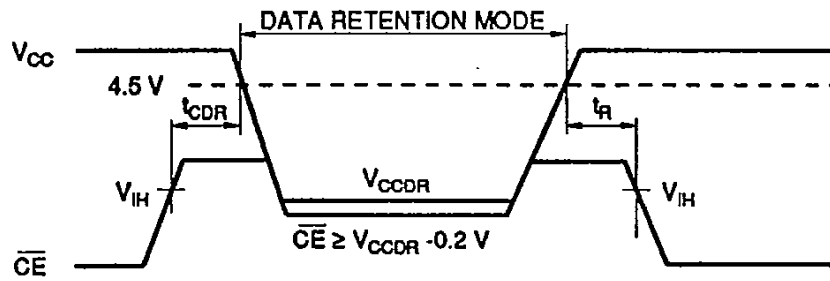 DATA RETENTION MODE
VCC
4.5 V
tCDR
tR
VIH
VCCDR
VIH
CE ≥ VCCDR -0.2 V
CE